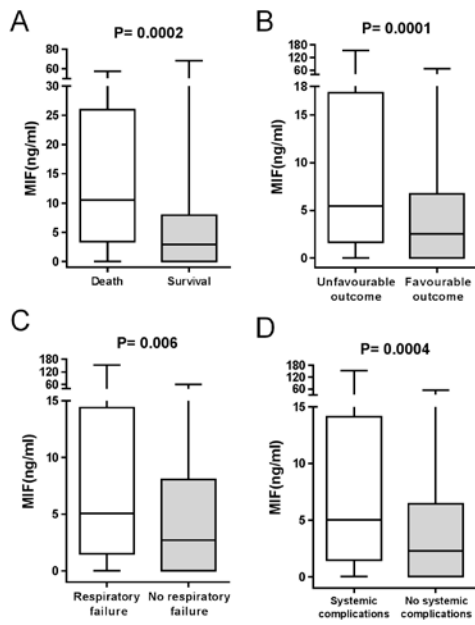 A
P= 0.0002
MIF(ng/ml)
80
60
40
30
25
20
15
10
5
0
Death Survival
B
P= 0.0001
MIF(ng/ml)
180
120
60
18
15
10
5
0
Unfavourable outcome
Favourable outcome
C
P= 0.006
MIF(ng/ml)
180
120
60
15
10
5
0
Respiratory failure
No respiratory failure
D
P= 0.0004
MIF(ng/ml)
180
120
60
15
10
5
0
Systemic complications
No systemic complications